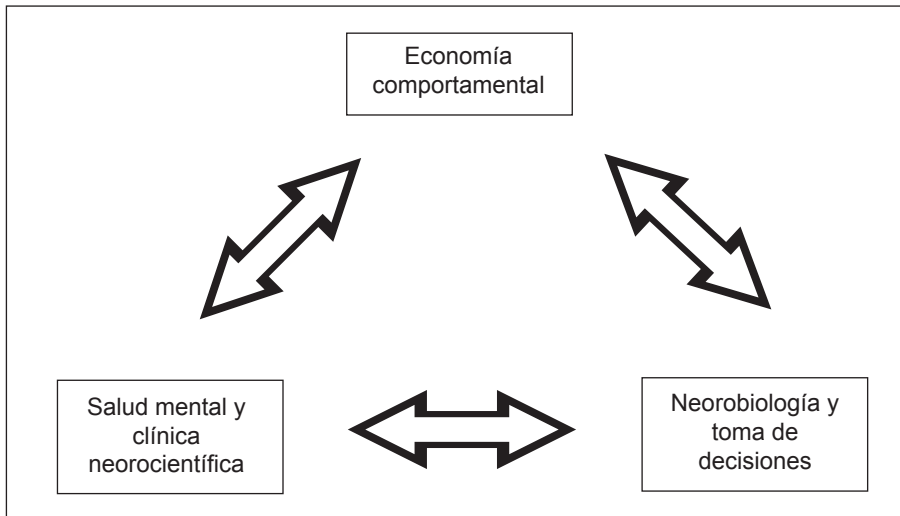 Economía
comportamental
Salud mental y
clínica
neorocientífica
Neorobiología y
toma de
decisiones